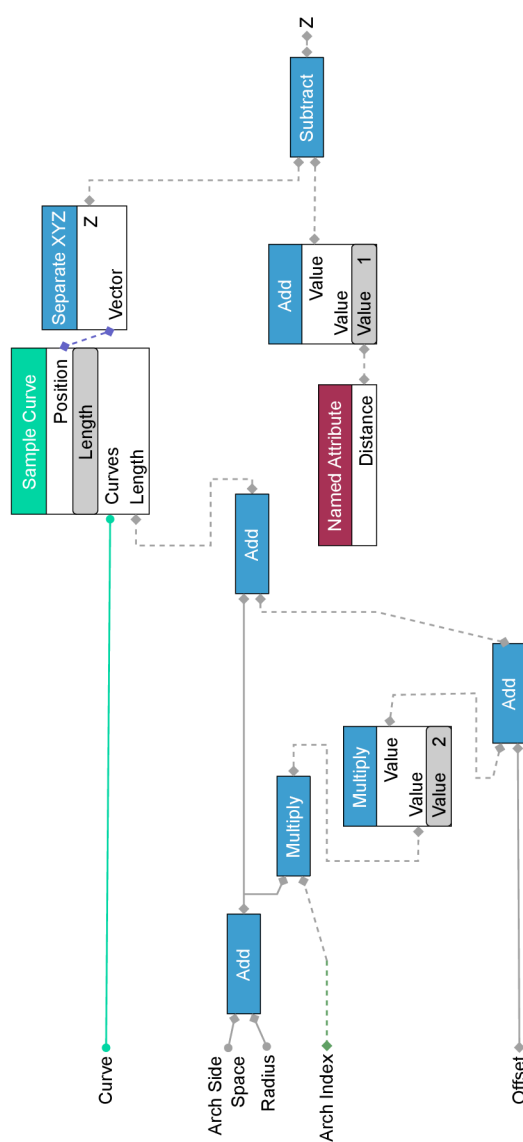 Curve
Arch Side
Space
Radius
Arch Index
Offset
Add
Multiply
Multiply
Value
Value
Value 2
Add
Add
Sample Curve
Position
Length
Curves
Length
Named Attribute
Distance
Separate XYZ
Z
Vector
Add
Value
Value
Value 1
Subtract
Z